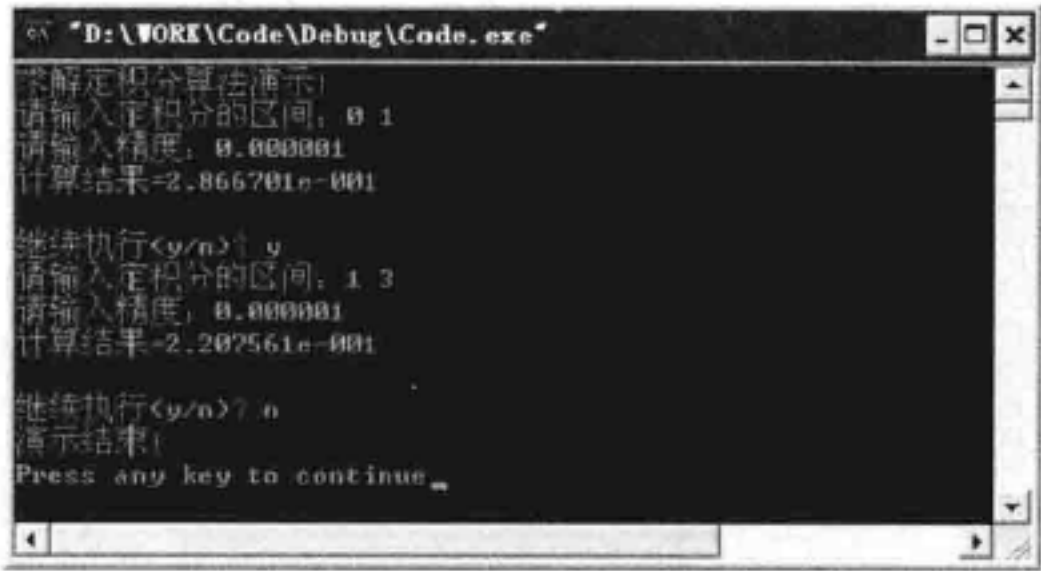 "D:\WORK\Code\Debug\Code.exe"
求解定积分算法演示!
请输入定积分的区间: 0 1
请输入精度: 0.000001
计算结果=2.866701e-001
继续执行<y/n>? y
请输入定积分的区间: 1 3
请输入精度: 0.000001
计算结果=2.207561e-001
继续执行<y/n>? n
演示结束!
Press any key to continue_